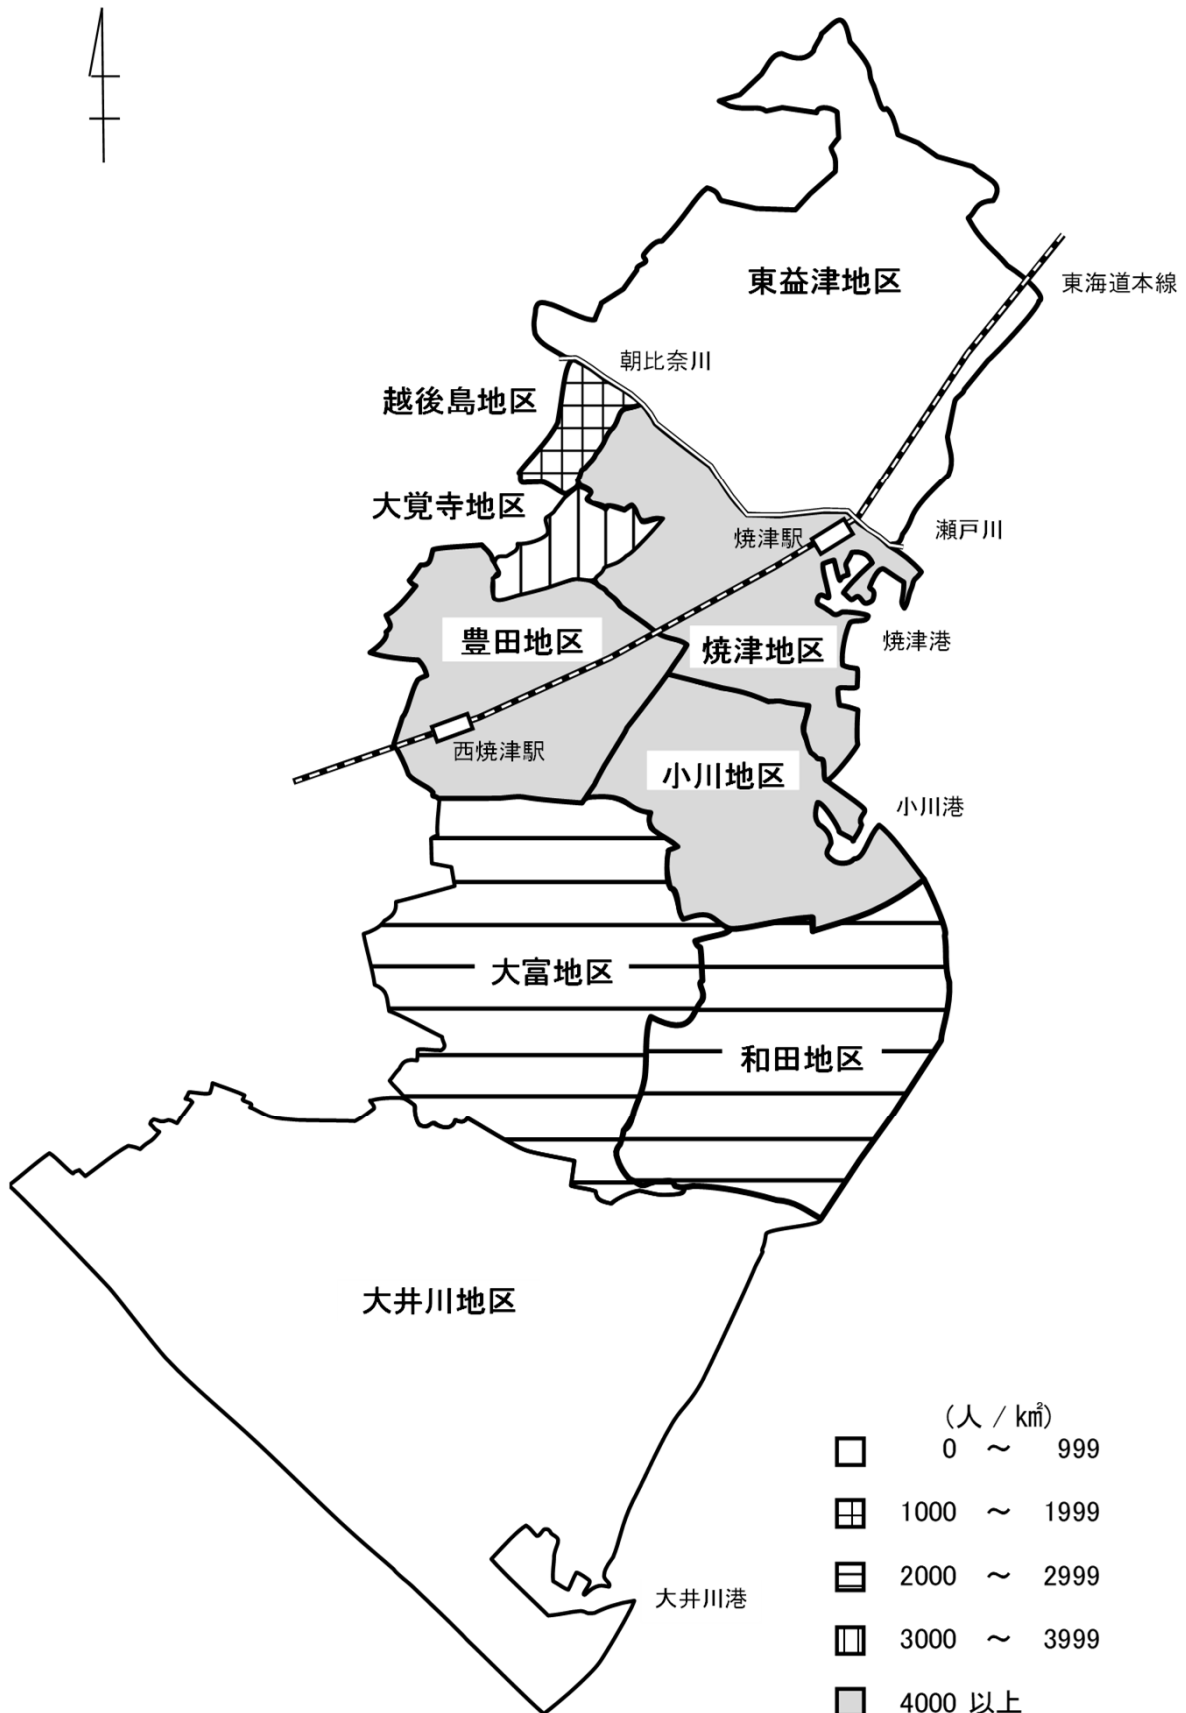 東益津地区
東海道本線
朝比奈川
越後島地区
大覚寺地区
焼津駅
瀬戸川
豊田地区
焼津地区
焼津港
西焼津駅
小川地区
小川港
大富地区
和田地区
大井川地区
(人 / k㎡)
0 ～ 999
1000 ～ 1999
2000 ～ 2999
大井川港
3000 ～ 3999
4000 以上